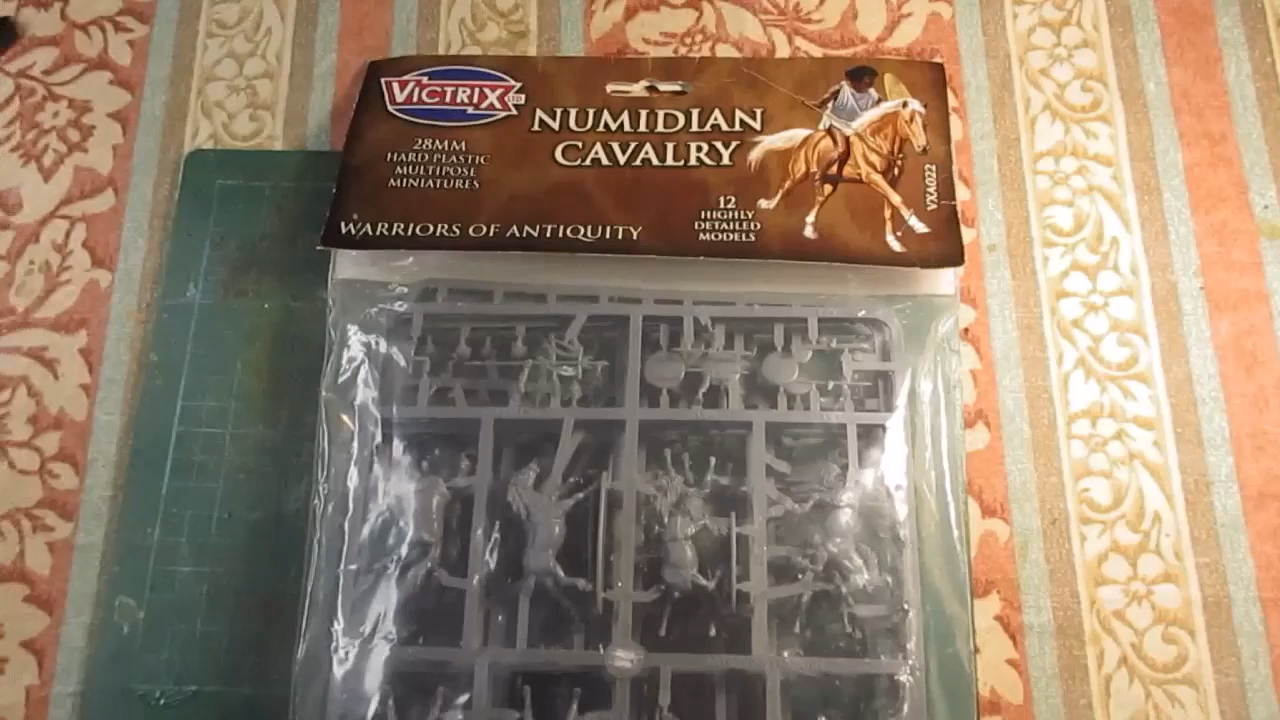 VICTRIX LTD
NUMIDIAN
CAVALRY
28MM
HARD PLASTIC
MULTIPOSE
MINIATURES
12
HIGHLY
DETAILED
MODELS
WARRIORS OF ANTIQUITY
VXA022